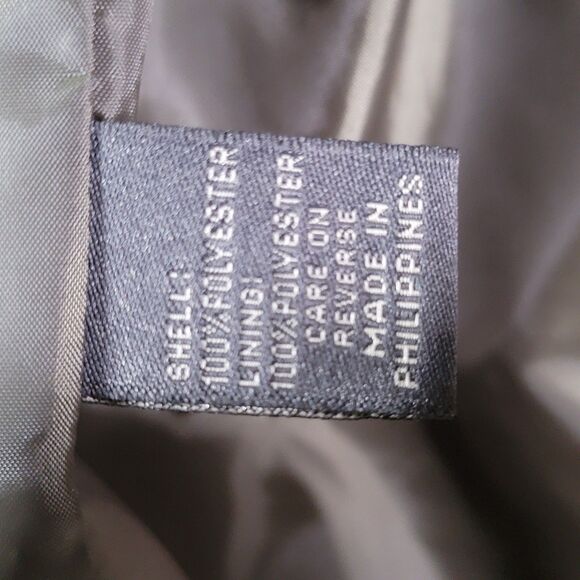 SHELL:
100%POLYESTER
LINING:
100%POLYESTER
CARE ON
REVERSE
MADE IN
PHILIPPINES